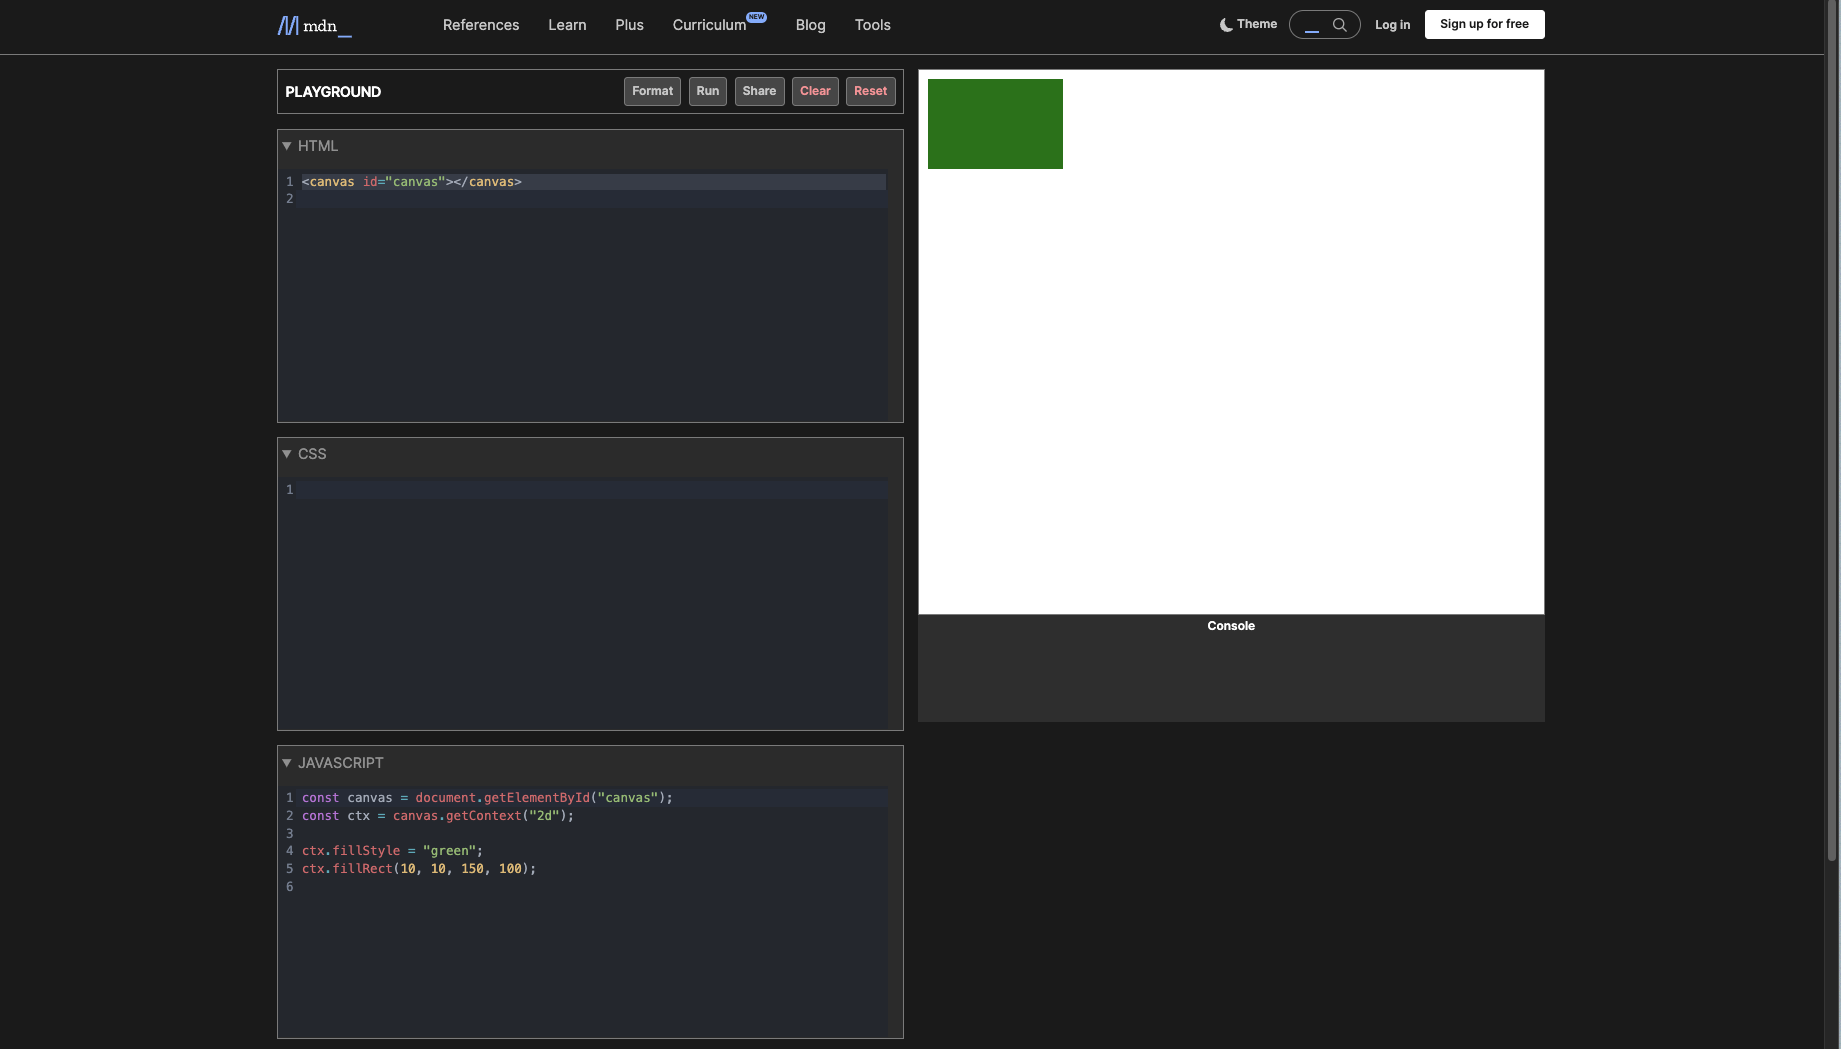 mdn_
References Learn Plus Curriculum NEW Blog Tools
Theme
Log in
Sign up for free
PLAYGROUND
Format Run Share Clear Reset
HTML
1 <canvas id="canvas"></canvas>
2
CSS
1
JAVASCRIPT
1 const canvas = document.getElementById("canvas");
2 const ctx = canvas.getContext("2d");
3
4 ctx.fillStyle = "green";
5 ctx.fillRect(10, 10, 150, 100);
6
Console